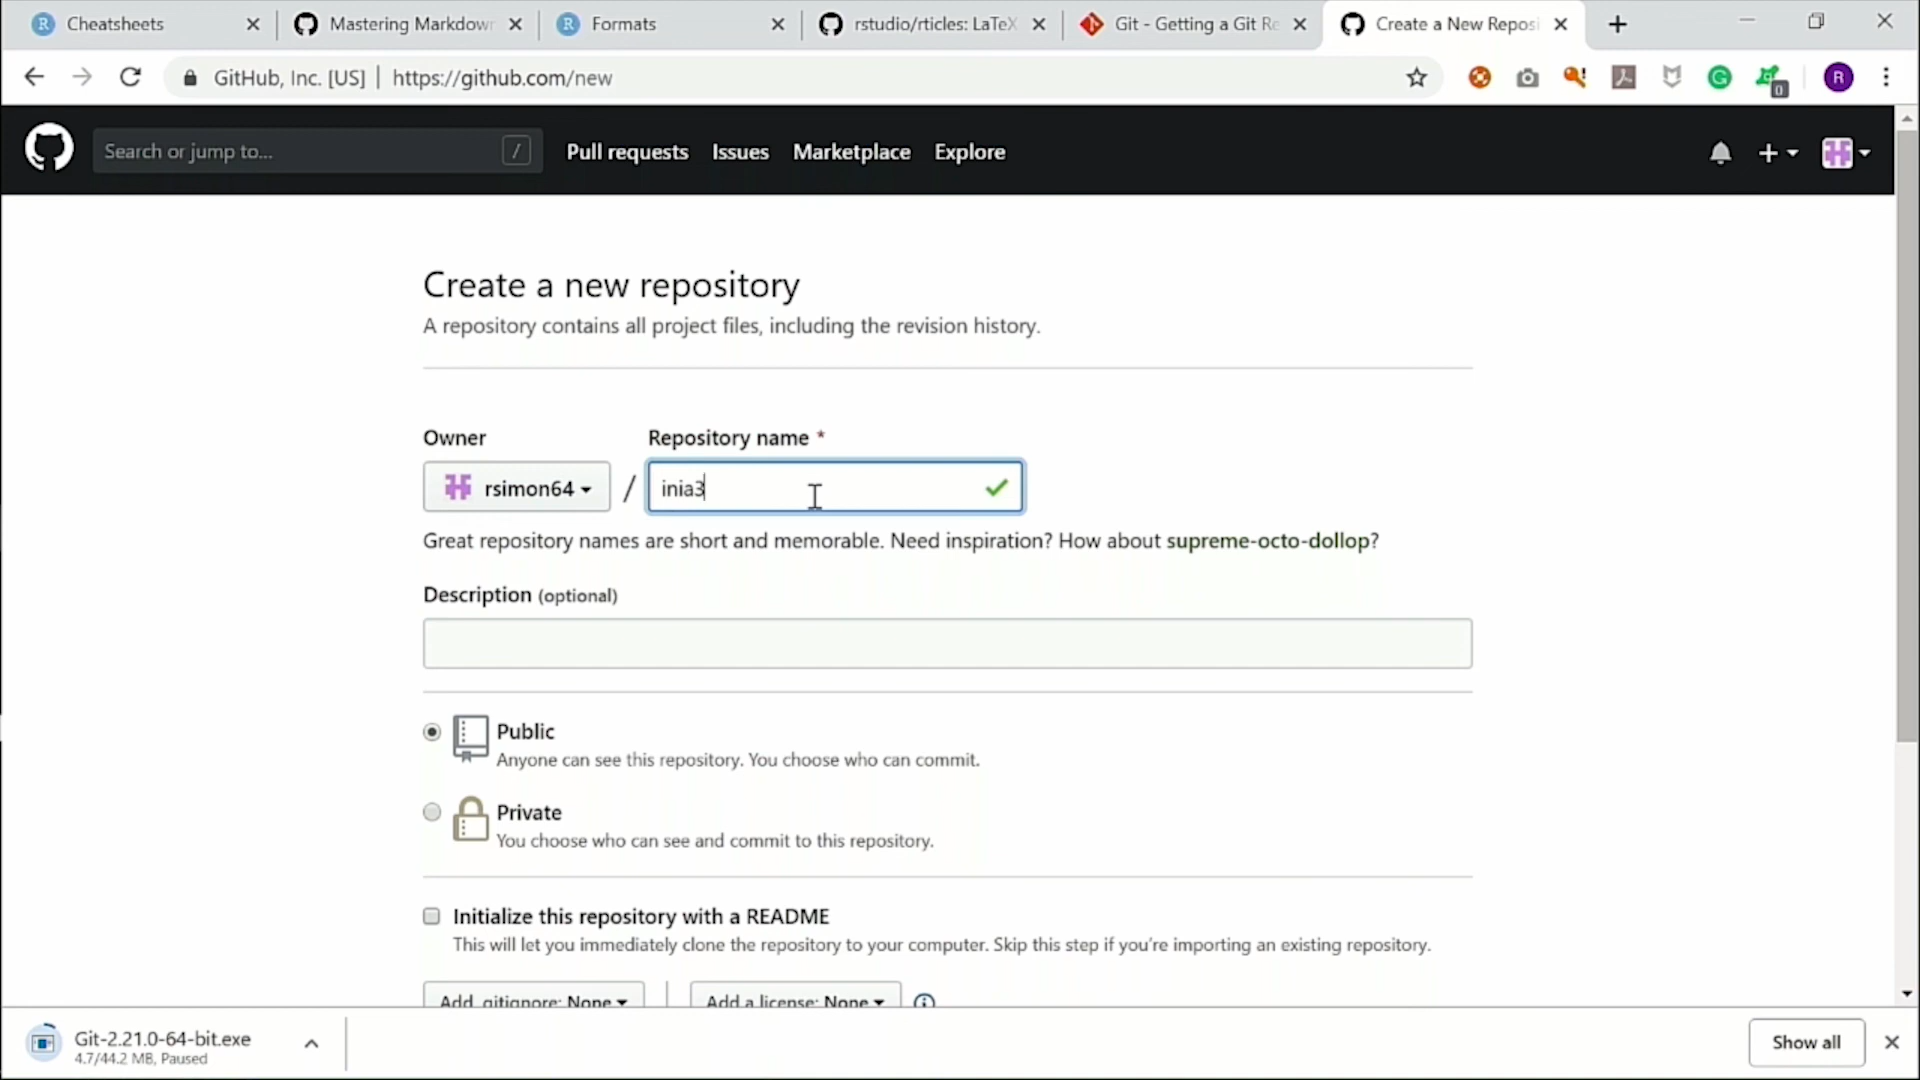 Cheatsheets
Mastering Markdown
Formats
rstudio/rticles: LaTeX
Git - Getting a Git Re
Create a New Reposi
GitHub, Inc. [US] | https://github.com/new
R
0
Search or jump to...
/
Pull requests
Issues
Marketplace
Explore
Create a new repository
A repository contains all project files, including the revision history.
Owner
Repository name *
rsimon64
/
inia3
Great repository names are short and memorable. Need inspiration? How about supreme-octo-dollop?
Description (optional)
Public
Anyone can see this repository. You choose who can commit.
Private
You choose who can see and commit to this repository.
Initialize this repository with a README
This will let you immediately clone the repository to your computer. Skip this step if you're importing an existing repository.
Add .gitignore: None
Add a license: None
Git-2.21.0-64-bit.exe
4.7/44.2 MB, Paused
Show all